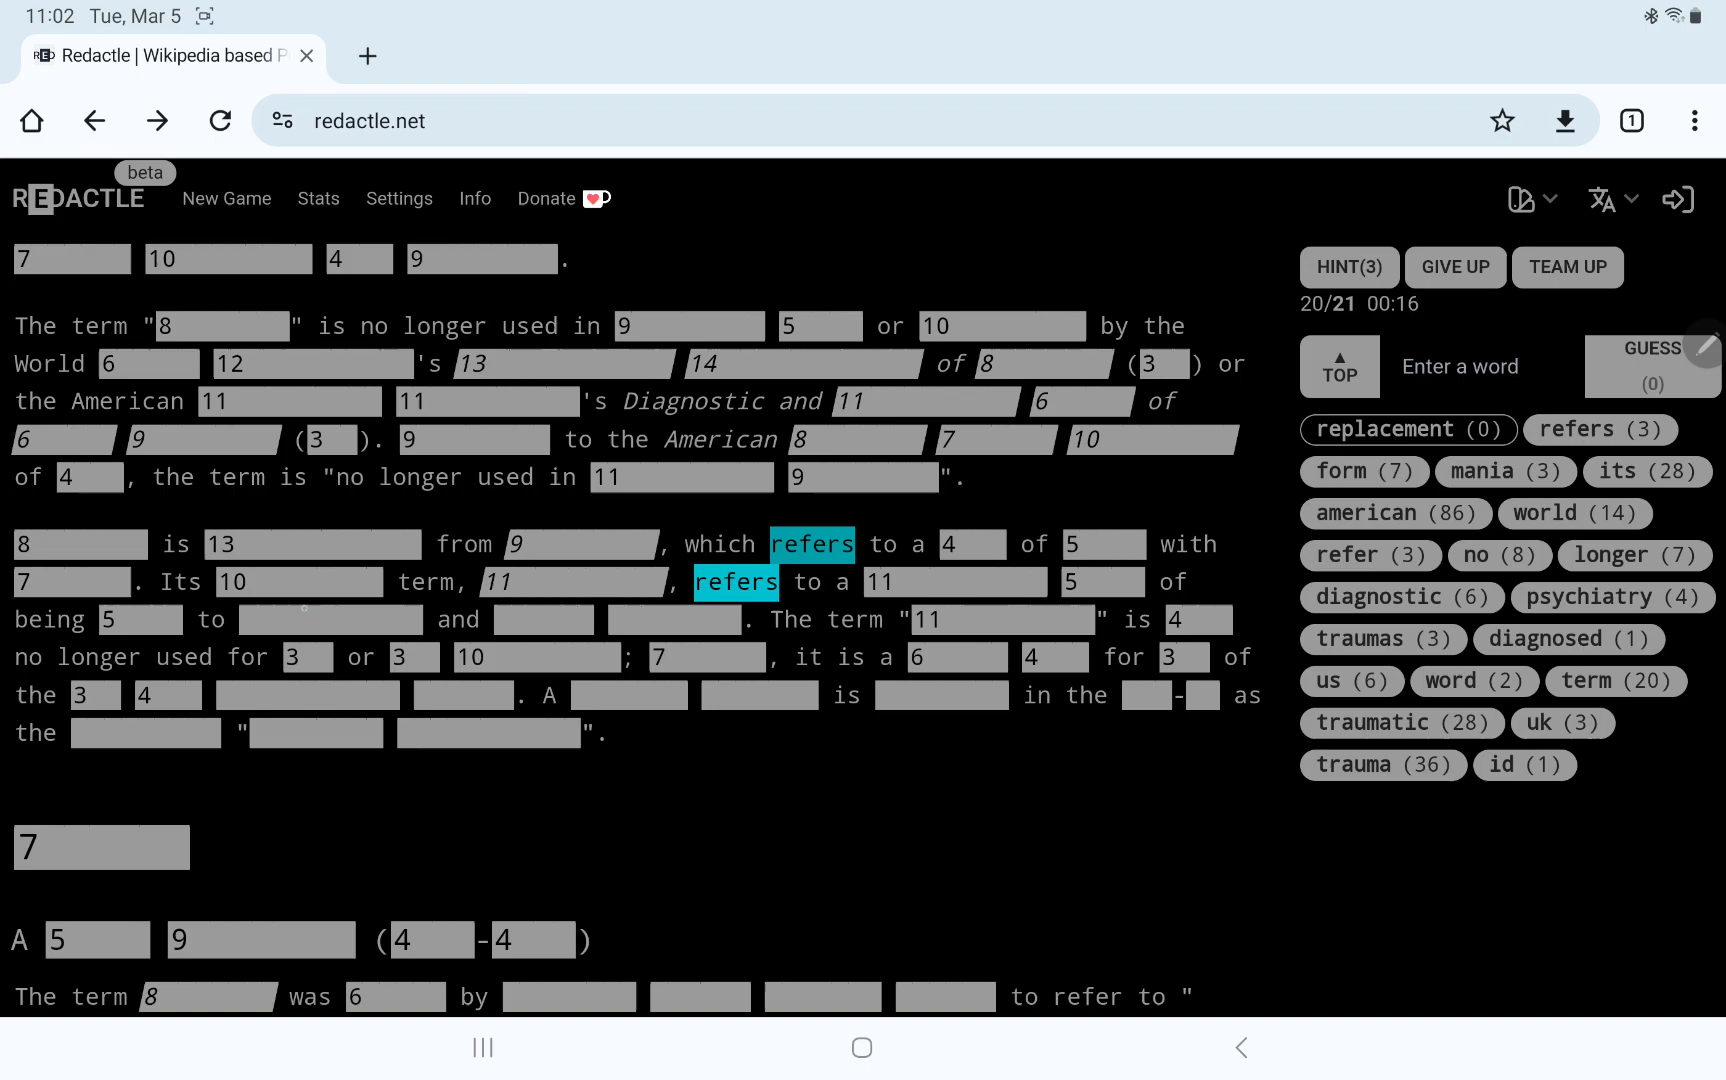 11:02 Tue, Mar 5
RED Redactle | Wikipedia based P
redactle.net
1
beta
REDACTLE New Game Stats Settings Info Donate
7 10 4 9 .
The term "8" is no longer used in 9 5 or 10 by the
World 6 12's 13 14 of 8 (3) or
the American 11 11's Diagnostic and 11 6 of
6 9 (3). 9 to the American 8 7 10
of 4, the term is "no longer used in 11 9".
8 is 13 from 9, which refers to a 4 of 5 with
7. Its 10 term, 11, refers to a 11 5 of
being 5 to and . The term "11" is 4
no longer used for 3 or 3 10; 7, it is a 6 4 for 3 of
the 3 4 . A is in the - as
the " ".
7
A 5 9 (4-4)
The term 8 was 6 by to refer to "
HINT(3) GIVE UP TEAM UP
20/21 00:16
▲
TOP
Enter a word
GUESS
(0)
replacement (0) refers (3)
form (7) mania (3) its (28)
american (86) world (14)
refer (3) no (8) longer (7)
diagnostic (6) psychiatry (4)
traumas (3) diagnosed (1)
us (6) word (2) term (20)
traumatic (28) uk (3)
trauma (36) id (1)